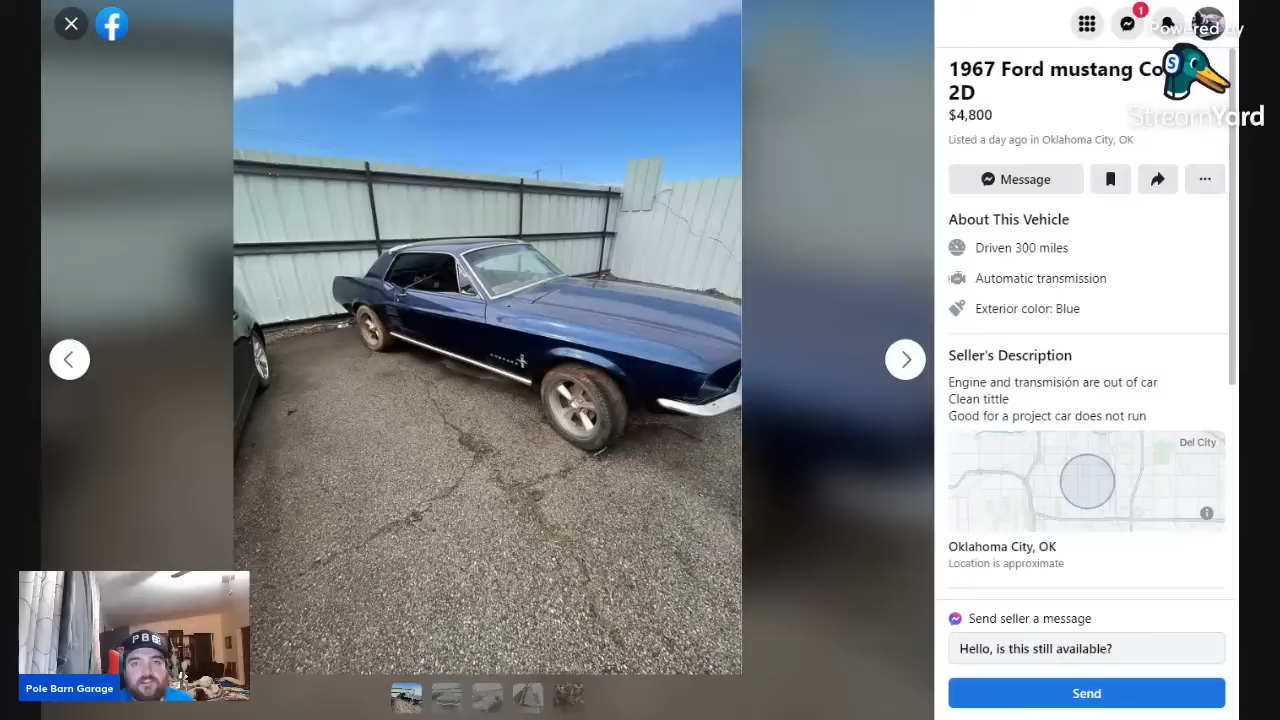 1
Powered by
S
StreamYard
1967 Ford mustang Co
2D
$4,800
Listed a day ago in Oklahoma City, OK
Message
About This Vehicle
Driven 300 miles
Automatic transmission
Exterior color: Blue
Seller's Description
Engine and transmisión are out of car
Clean tittle
Good for a project car does not run
Del City
Oklahoma City, OK
Location is approximate
Send seller a message
Hello, is this still available?
Send
PBG
Pole Barn Garage